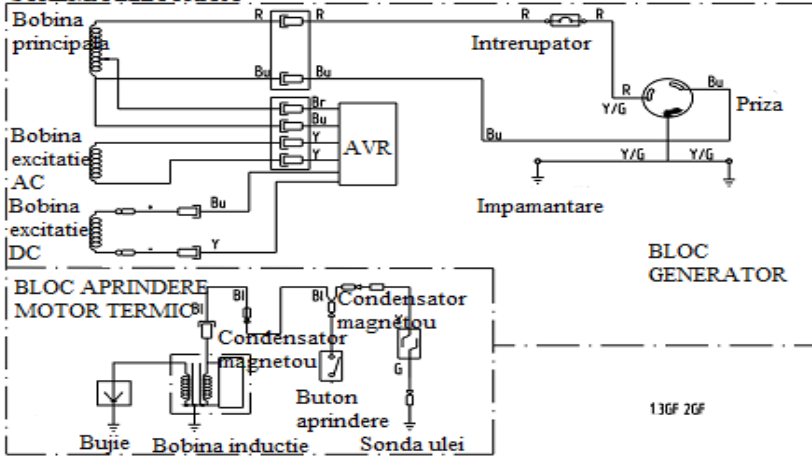 Bobina
principala
R
R
R
R
Intrerupator
Bu
Bu
R
Y/G
Bu
Priza
Br
Bu
Y
Y
AVR
Bu
Bobina
excitatie
AC
Y/G
Y/G
Impamantare
Bobina
excitatie
DC
+
Bu
-
Y
BLOC
GENERATOR
BLOC APRINDERE
MOTOR TERMIC
Bl
Bl
Bl
Condensator
magnetou
Condensator
magnetou
Y
G
Buton
aprindere
Bujie
Bobina inductie
Sonda ulei
13GF 2GF